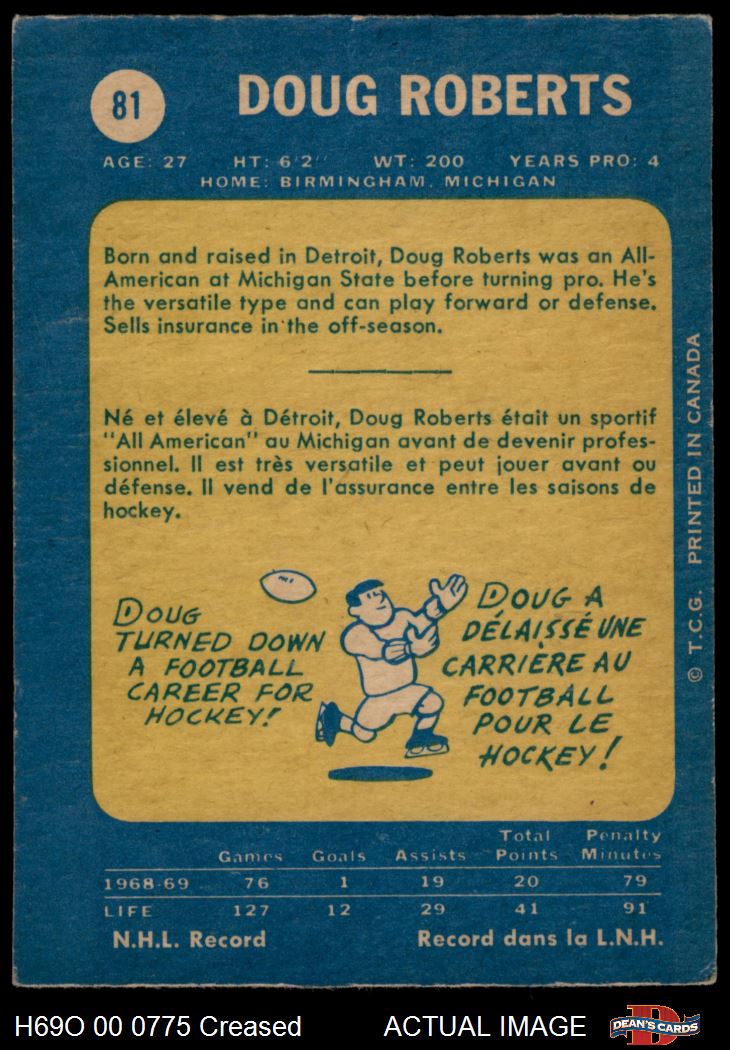 81
DOUG ROBERTS
AGE: 27 HT: 6'2'' WT: 200 YEARS PRO: 4
HOME: BIRMINGHAM, MICHIGAN
Born and raised in Detroit, Doug Roberts was an All-
American at Michigan State before turning pro. He's
the versatile type and can play forward or defense.
Sells insurance in the off-season.
Né et élevé à Détroit, Doug Roberts était un sportif
"All American" au Michigan avant de devenir profes-
sionnel. Il est très versatile et peut jouer avant ou
défense. Il vend de l'assurance entre les saisons de
hockey.
DOUG
TURNED DOWN
A FOOTBALL
CAREER FOR
HOCKEY!
DOUG A
DÉLAISSÉ UNE
CARRIÈRE AU
FOOTBALL
POUR LE
HOCKEY!
© T.C.G. PRINTED IN CANADA
Games Goals Assists Total Points Penalty Minutes
1968-69 76 1 19 20 79
LIFE 127 12 29 41 91
N.H.L. Record Record dans la L.N.H.
H69O 00 0775 Creased ACTUAL IMAGE
D
DEAN'S CARDS